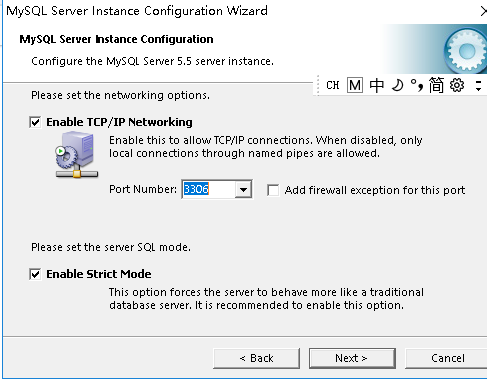 MySQL Server Instance Configuration Wizard
MySQL Server Instance Configuration
Configure the MySQL Server 5.5 server instance.
CH M 中 简
Please set the networking options.
Enable TCP/IP Networking
Enable this to allow TCP/IP connections. When disabled, only
local connections through named pipes are allowed.
Port Number: 3306 Add firewall exception for this port
Please set the server SQL mode.
Enable Strict Mode
This option forces the server to behave more like a traditional
database server. It is recommended to enable this option.
< Back Next > Cancel